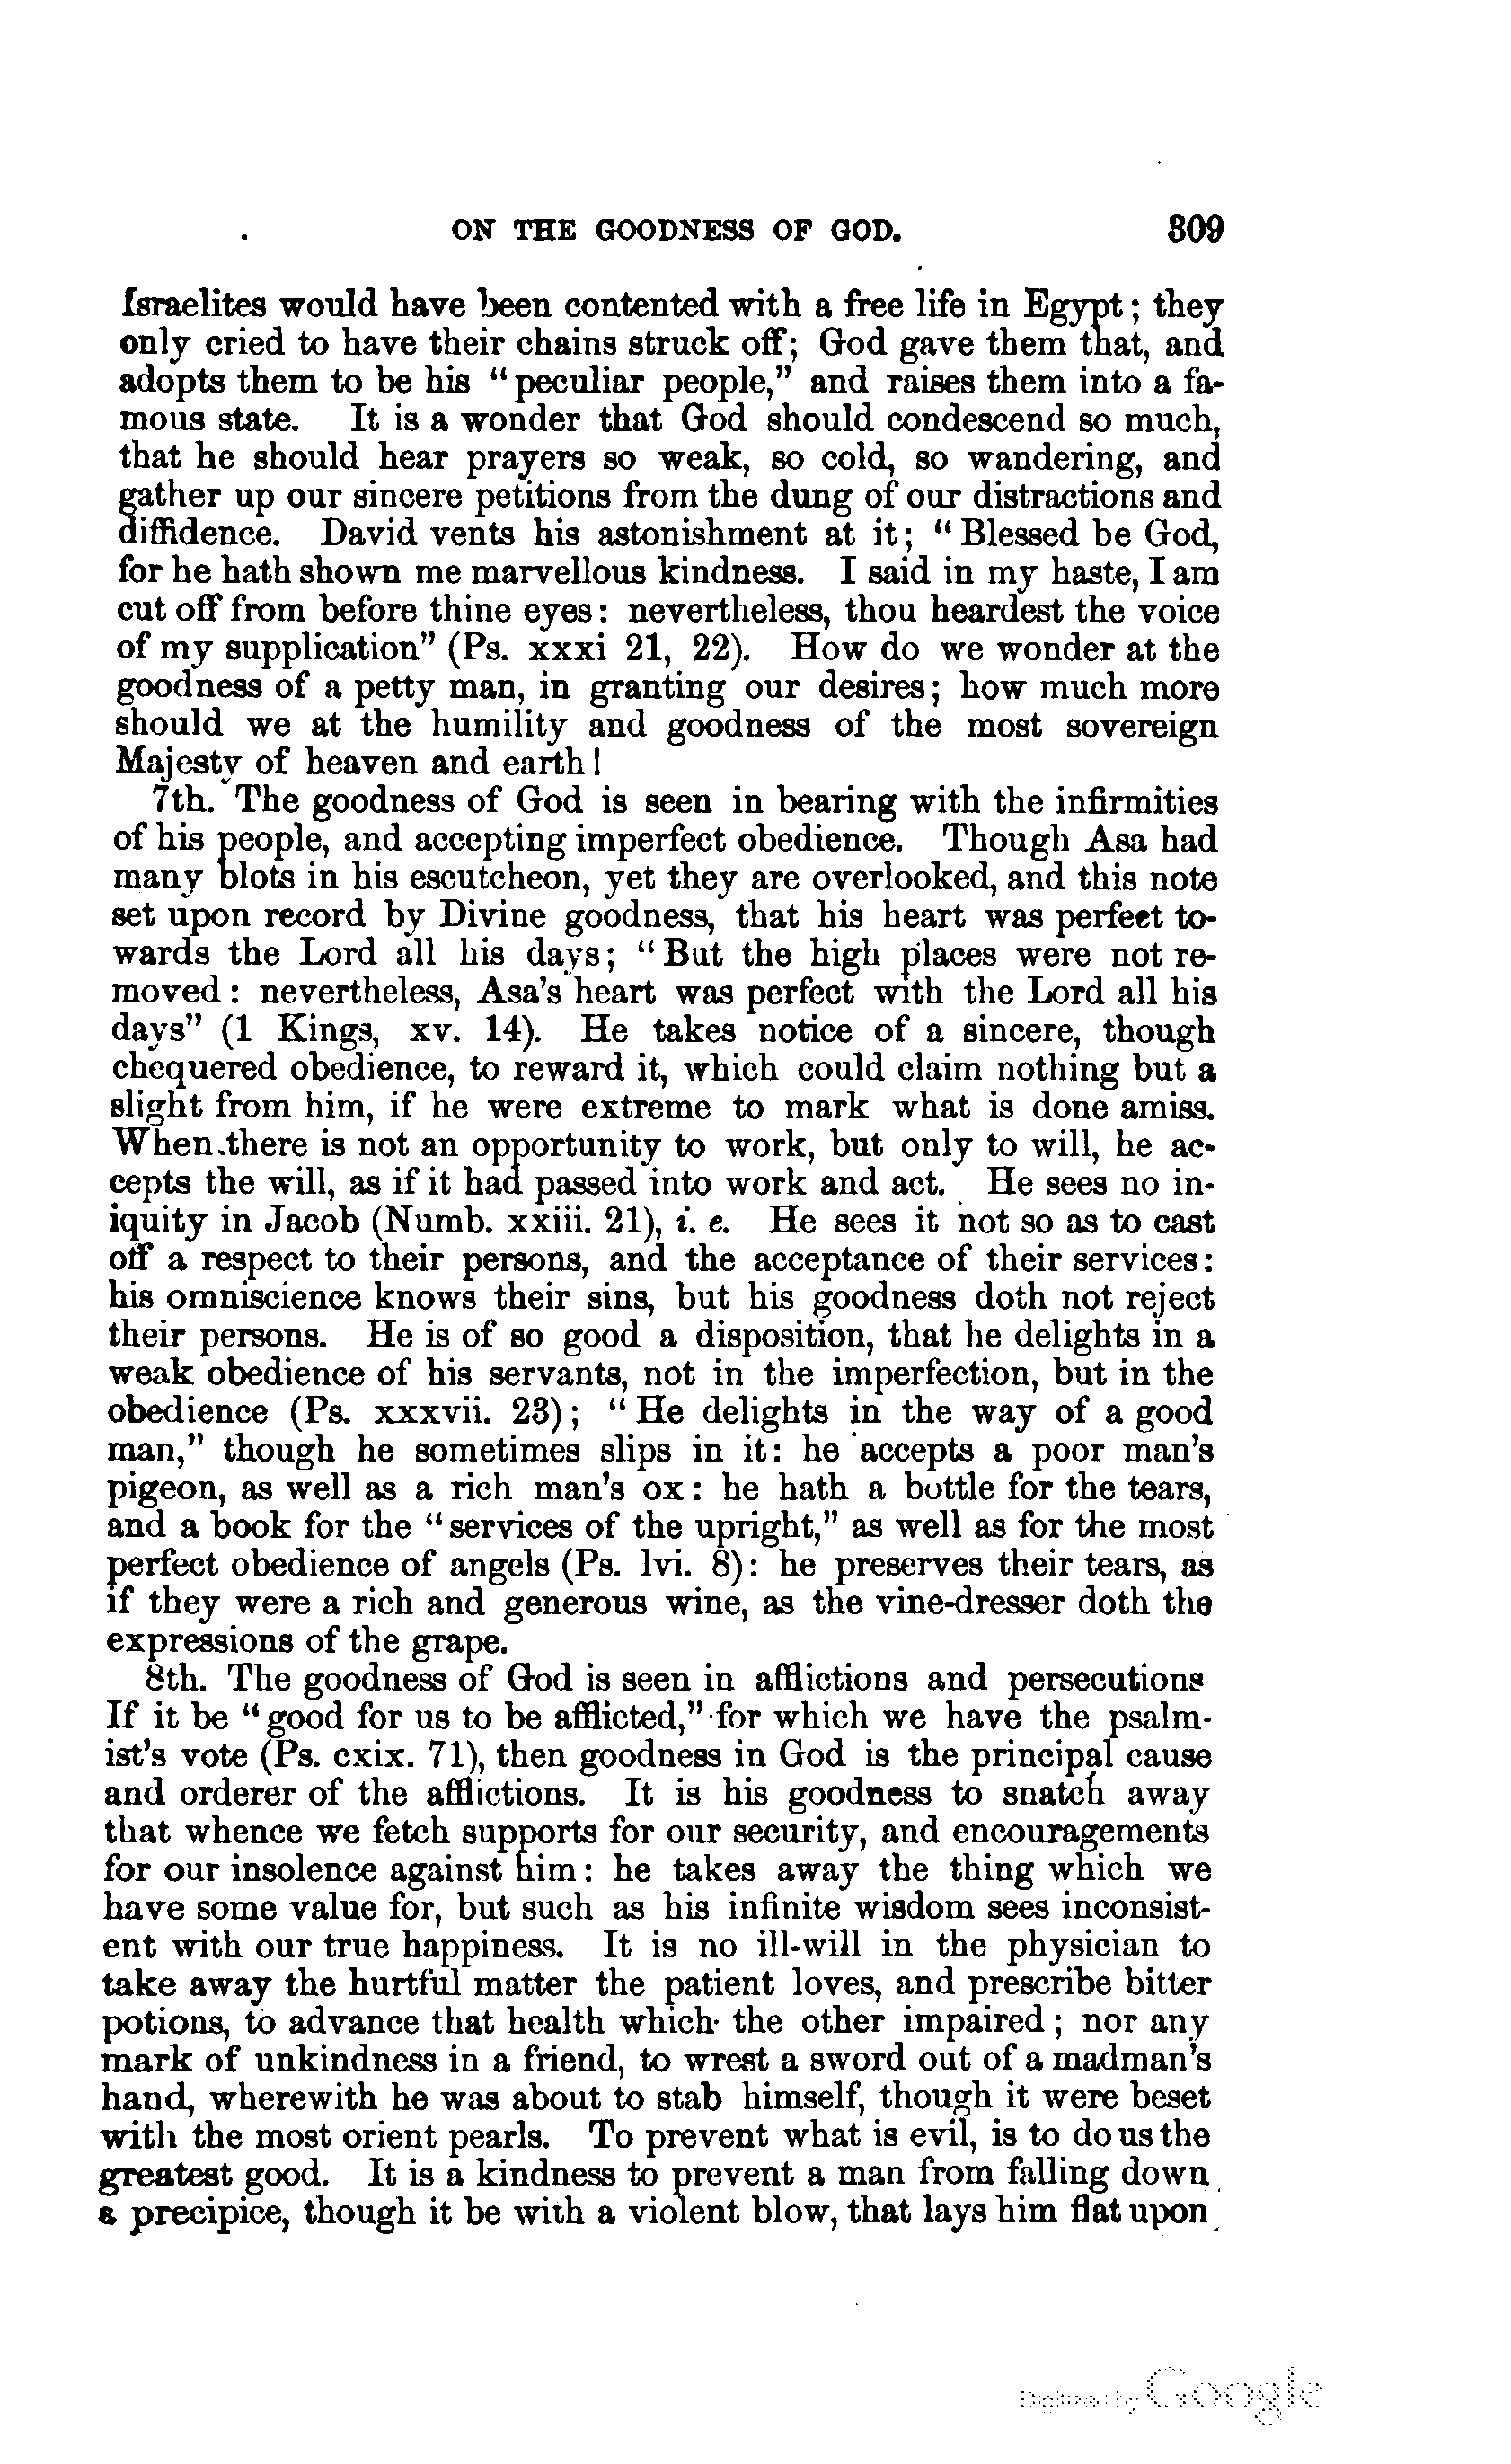 ON THE GOODNESS OF GOD. 309
Israelites would have been contented with a free life in Egypt; they
only cried to have their chains struck off; God gave them that, and
adopts them to be his "peculiar people," and raises them into a fa-
mous state. It is a wonder that God should condescend so much,
that he should hear prayers so weak, so cold, so wandering, and
gather up our sincere petitions from the dung of our distractions and
diffidence. David vents his astonishment at it; "Blessed be God,
for he hath shown me marvellous kindness. I said in my haste, I am
cut off from before thine eyes: nevertheless, thou heardest the voice
of my supplication" (Ps. xxxi 21, 22). How do we wonder at the
goodness of a petty man, in granting our desires; how much more
should we at the humility and goodness of the most sovereign
Majesty of heaven and earth!
7th. The goodness of God is seen in bearing with the infirmities
of his people, and accepting imperfect obedience. Though Asa had
many blots in his escutcheon, yet they are overlooked, and this note
set upon record by Divine goodness, that his heart was perfect to-
wards the Lord all his days; "But the high places were not re-
moved: nevertheless, Asa's heart was perfect with the Lord all his
days" (1 Kings, xv. 14). He takes notice of a sincere, though
chequered obedience, to reward it, which could claim nothing but a
slight from him, if he were extreme to mark what is done amiss.
When there is not an opportunity to work, but only to will, he ac-
cepts the will, as if it had passed into work and act. He sees no in-
iquity in Jacob (Numb. xxiii. 21), i. e. He sees it not so as to cast
off a respect to their persons, and the acceptance of their services:
his omniscience knows their sins, but his goodness doth not reject
their persons. He is of so good a disposition, that he delights in a
weak obedience of his servants, not in the imperfection, but in the
obedience (Ps. xxxvii. 23); "He delights in the way of a good
man," though he sometimes slips in it: he accepts a poor man's
pigeon, as well as a rich man's ox: he hath a bottle for the tears,
and a book for the "services of the upright," as well as for the most
perfect obedience of angels (Ps. lvi. 8): he preserves their tears, as
if they were a rich and generous wine, as the vine-dresser doth the
expressions of the grape.
8th. The goodness of God is seen in afflictions and persecutions
If it be "good for us to be afflicted," for which we have the psalm-
ist's vote (Ps. cxix. 71), then goodness in God is the principal cause
and orderer of the afflictions. It is his goodness to snatch away
that whence we fetch supports for our security, and encouragements
for our insolence against him: he takes away the thing which we
have some value for, but such as his infinite wisdom sees inconsist-
ent with our true happiness. It is no ill-will in the physician to
take away the hurtful matter the patient loves, and prescribe bitter
potions, to advance that health which the other impaired; nor any
mark of unkindness in a friend, to wrest a sword out of a madman's
hand, wherewith he was about to stab himself, though it were beset
with the most orient pearls. To prevent what is evil, is to do us the
greatest good. It is a kindness to prevent a man from falling down
a precipice, though it be with a violent blow, that lays him flat upon
Digitized by Google